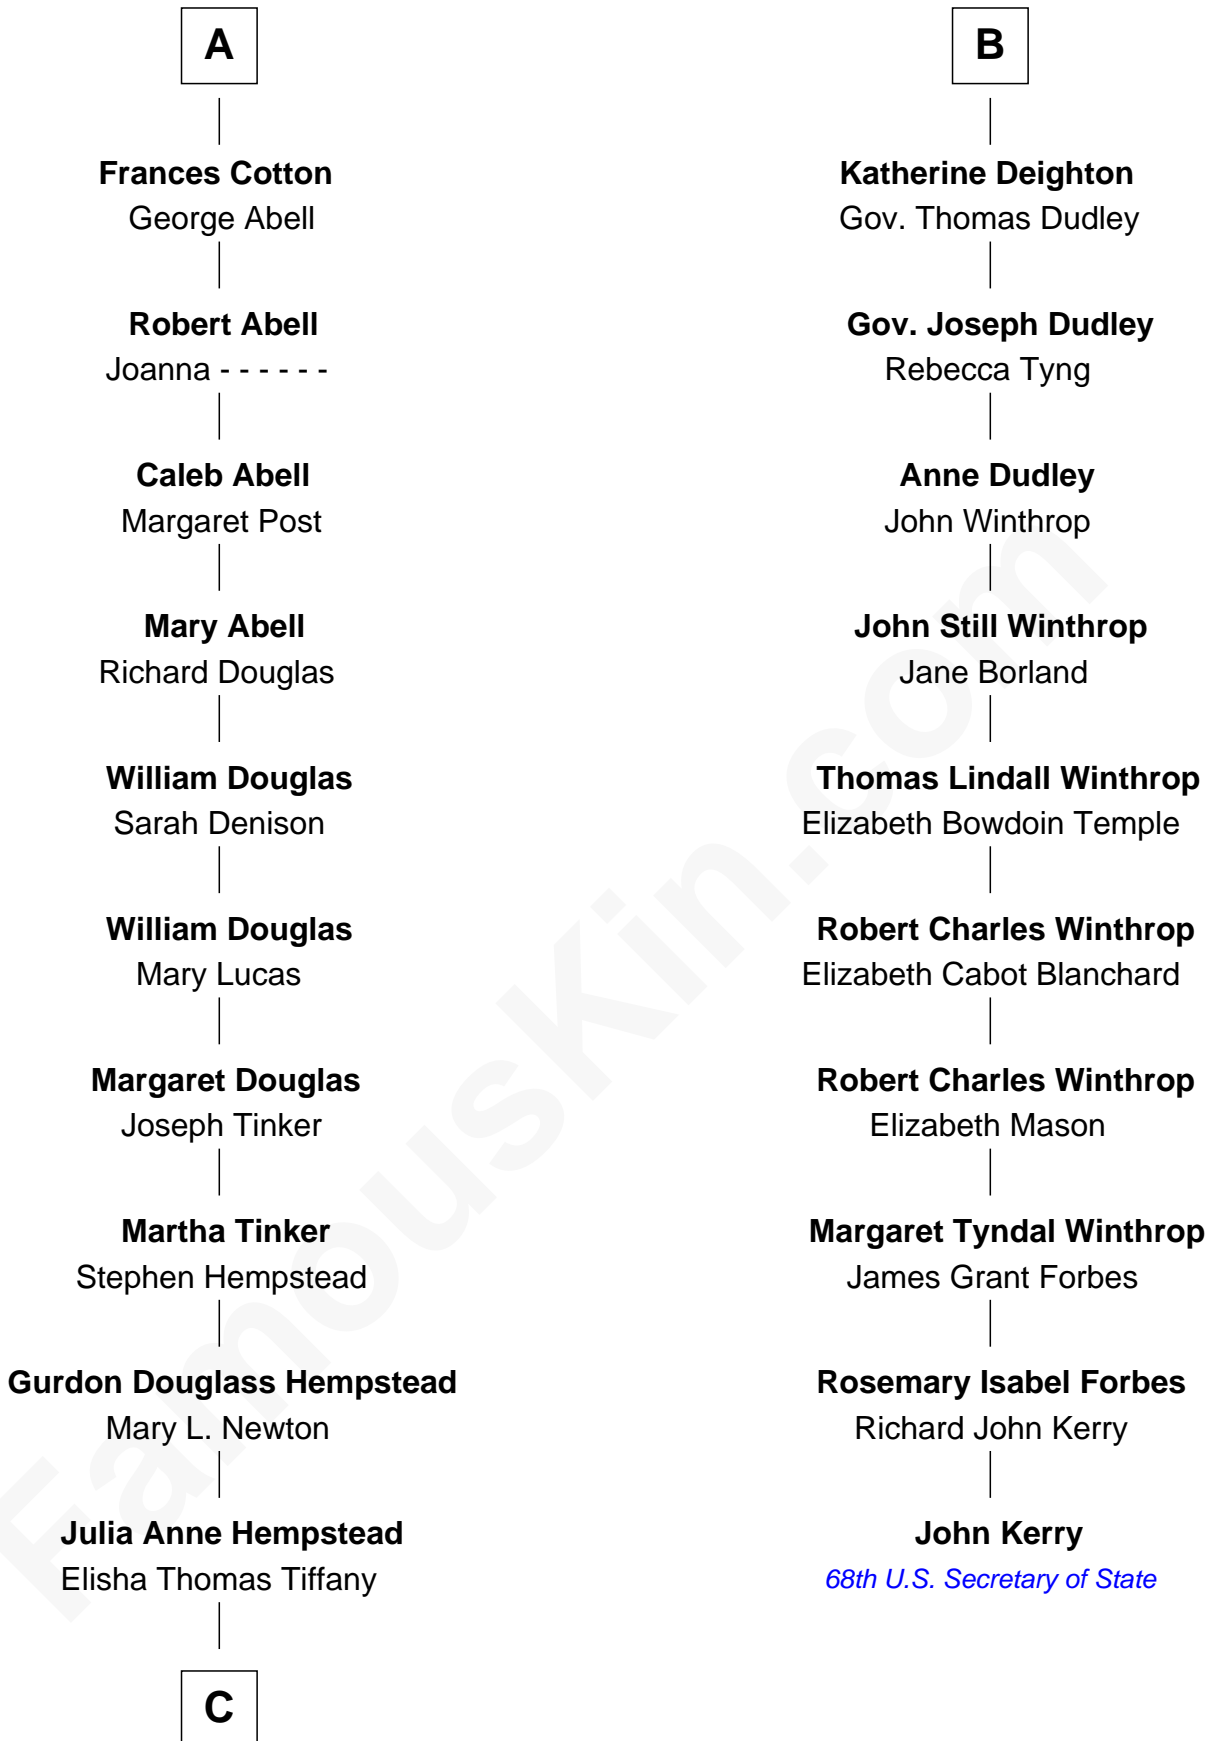 A
Frances Cotton
George Abell
Robert Abell
Joanna - - - - - -
Caleb Abell
Margaret Post
Mary Abell
Richard Douglas
William Douglas
Sarah Denison
William Douglas
Mary Lucas
Margaret Douglas
Joseph Tinker
Martha Tinker
Stephen Hempstead
Gurdon Douglass Hempstead
Mary L. Newton
Julia Anne Hempstead
Elisha Thomas Tiffany
C
B
Katherine Deighton
Gov. Thomas Dudley
Gov. Joseph Dudley
Rebecca Tyng
Anne Dudley
John Winthrop
John Still Winthrop
Jane Borland
Thomas Lindall Winthrop
Elizabeth Bowdoin Temple
Robert Charles Winthrop
Elizabeth Cabot Blanchard
Robert Charles Winthrop
Elizabeth Mason
Margaret Tyndal Winthrop
James Grant Forbes
Rosemary Isabel Forbes
Richard John Kerry
John Kerry
68th U.S. Secretary of State
FamousKin.com